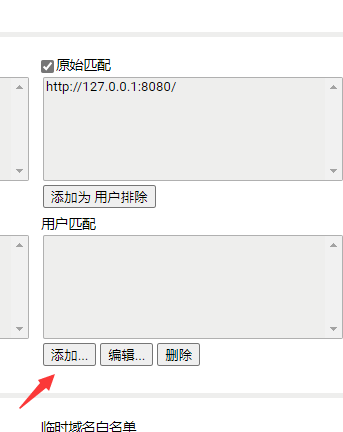 原始匹配
http://127.0.0.1:8080/
添加为 用户排除
用户匹配
添加... 编辑... 删除
临时域名白名单